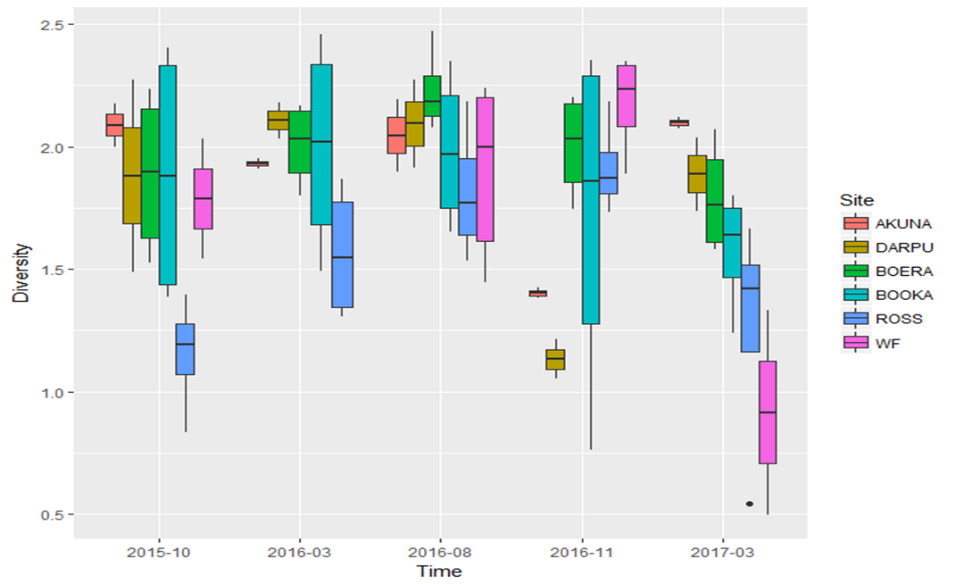 2.5
2.0
1.5
1.0
0.5
Diversity
2015-10
2016-03
2016-08
2016-11
2017-03
Time
Site
AKUNA
DARPU
BOERA
BOOKA
ROSS
WF